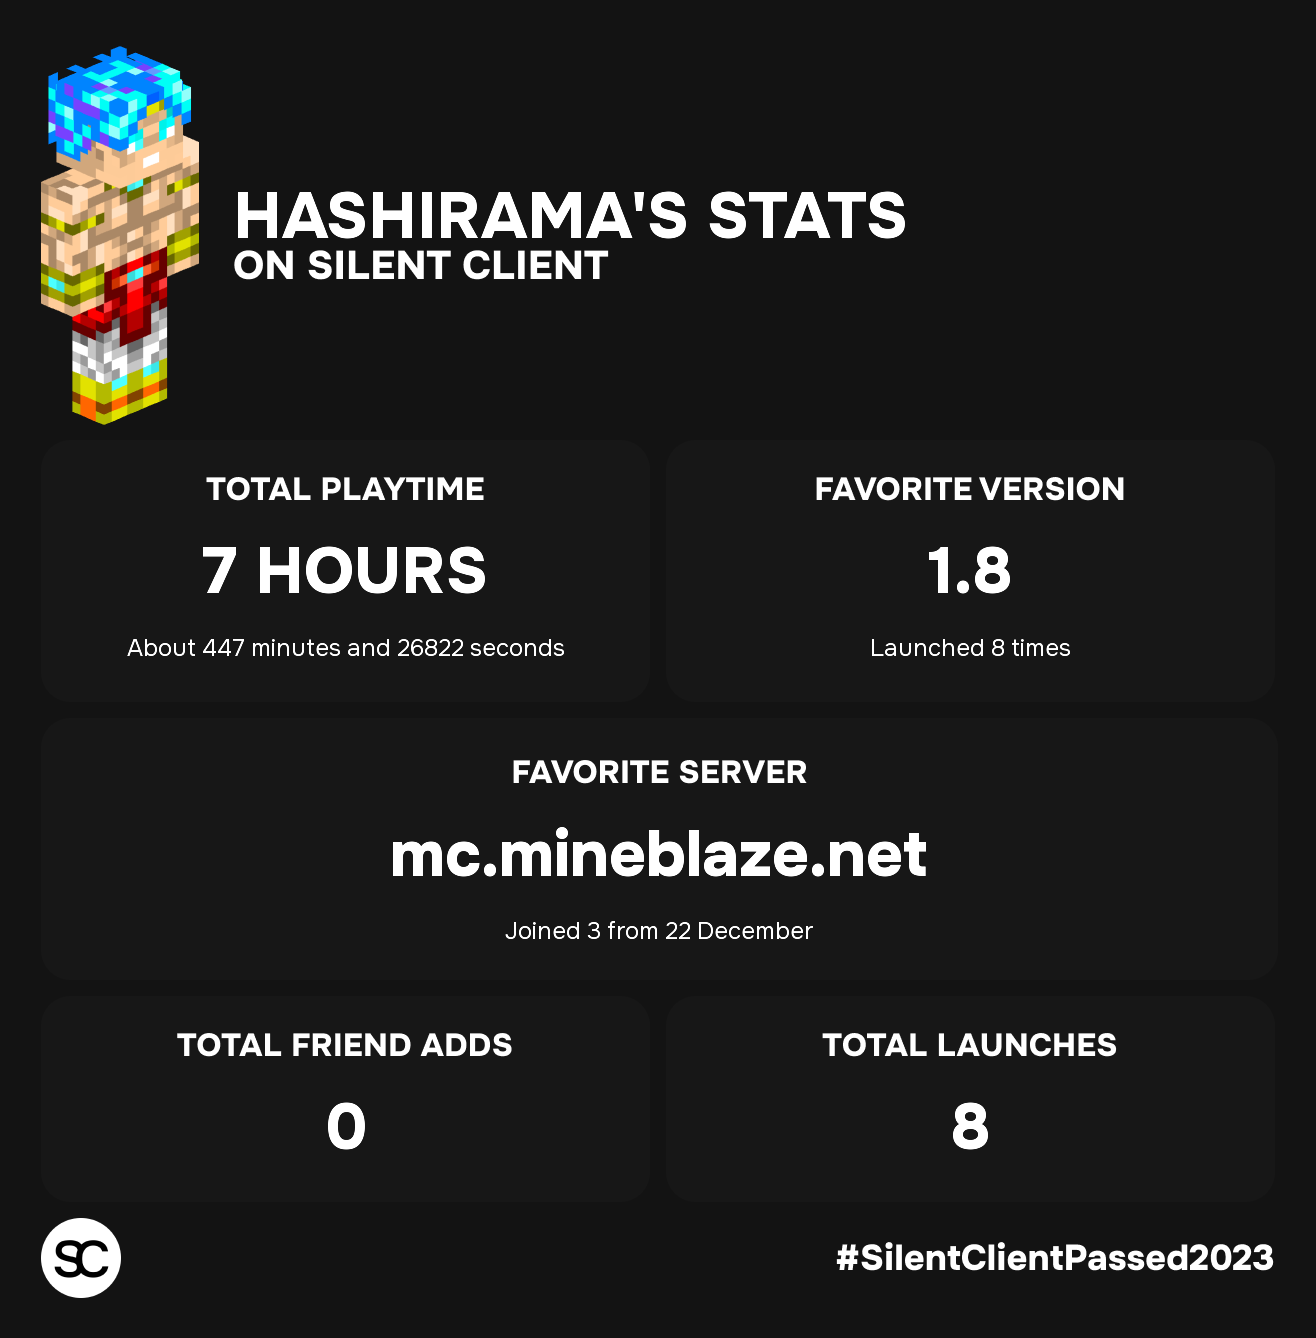 HASHIRAMA'S STATS
ON SILENT CLIENT
TOTAL PLAYTIME
7 HOURS
About 447 minutes and 26822 seconds
FAVORITE VERSION
1.8
Launched 8 times
FAVORITE SERVER
mc.mineblaze.net
Joined 3 from 22 December
TOTAL FRIEND ADDS
0
TOTAL LAUNCHES
8
SC
#SilentClientPassed2023